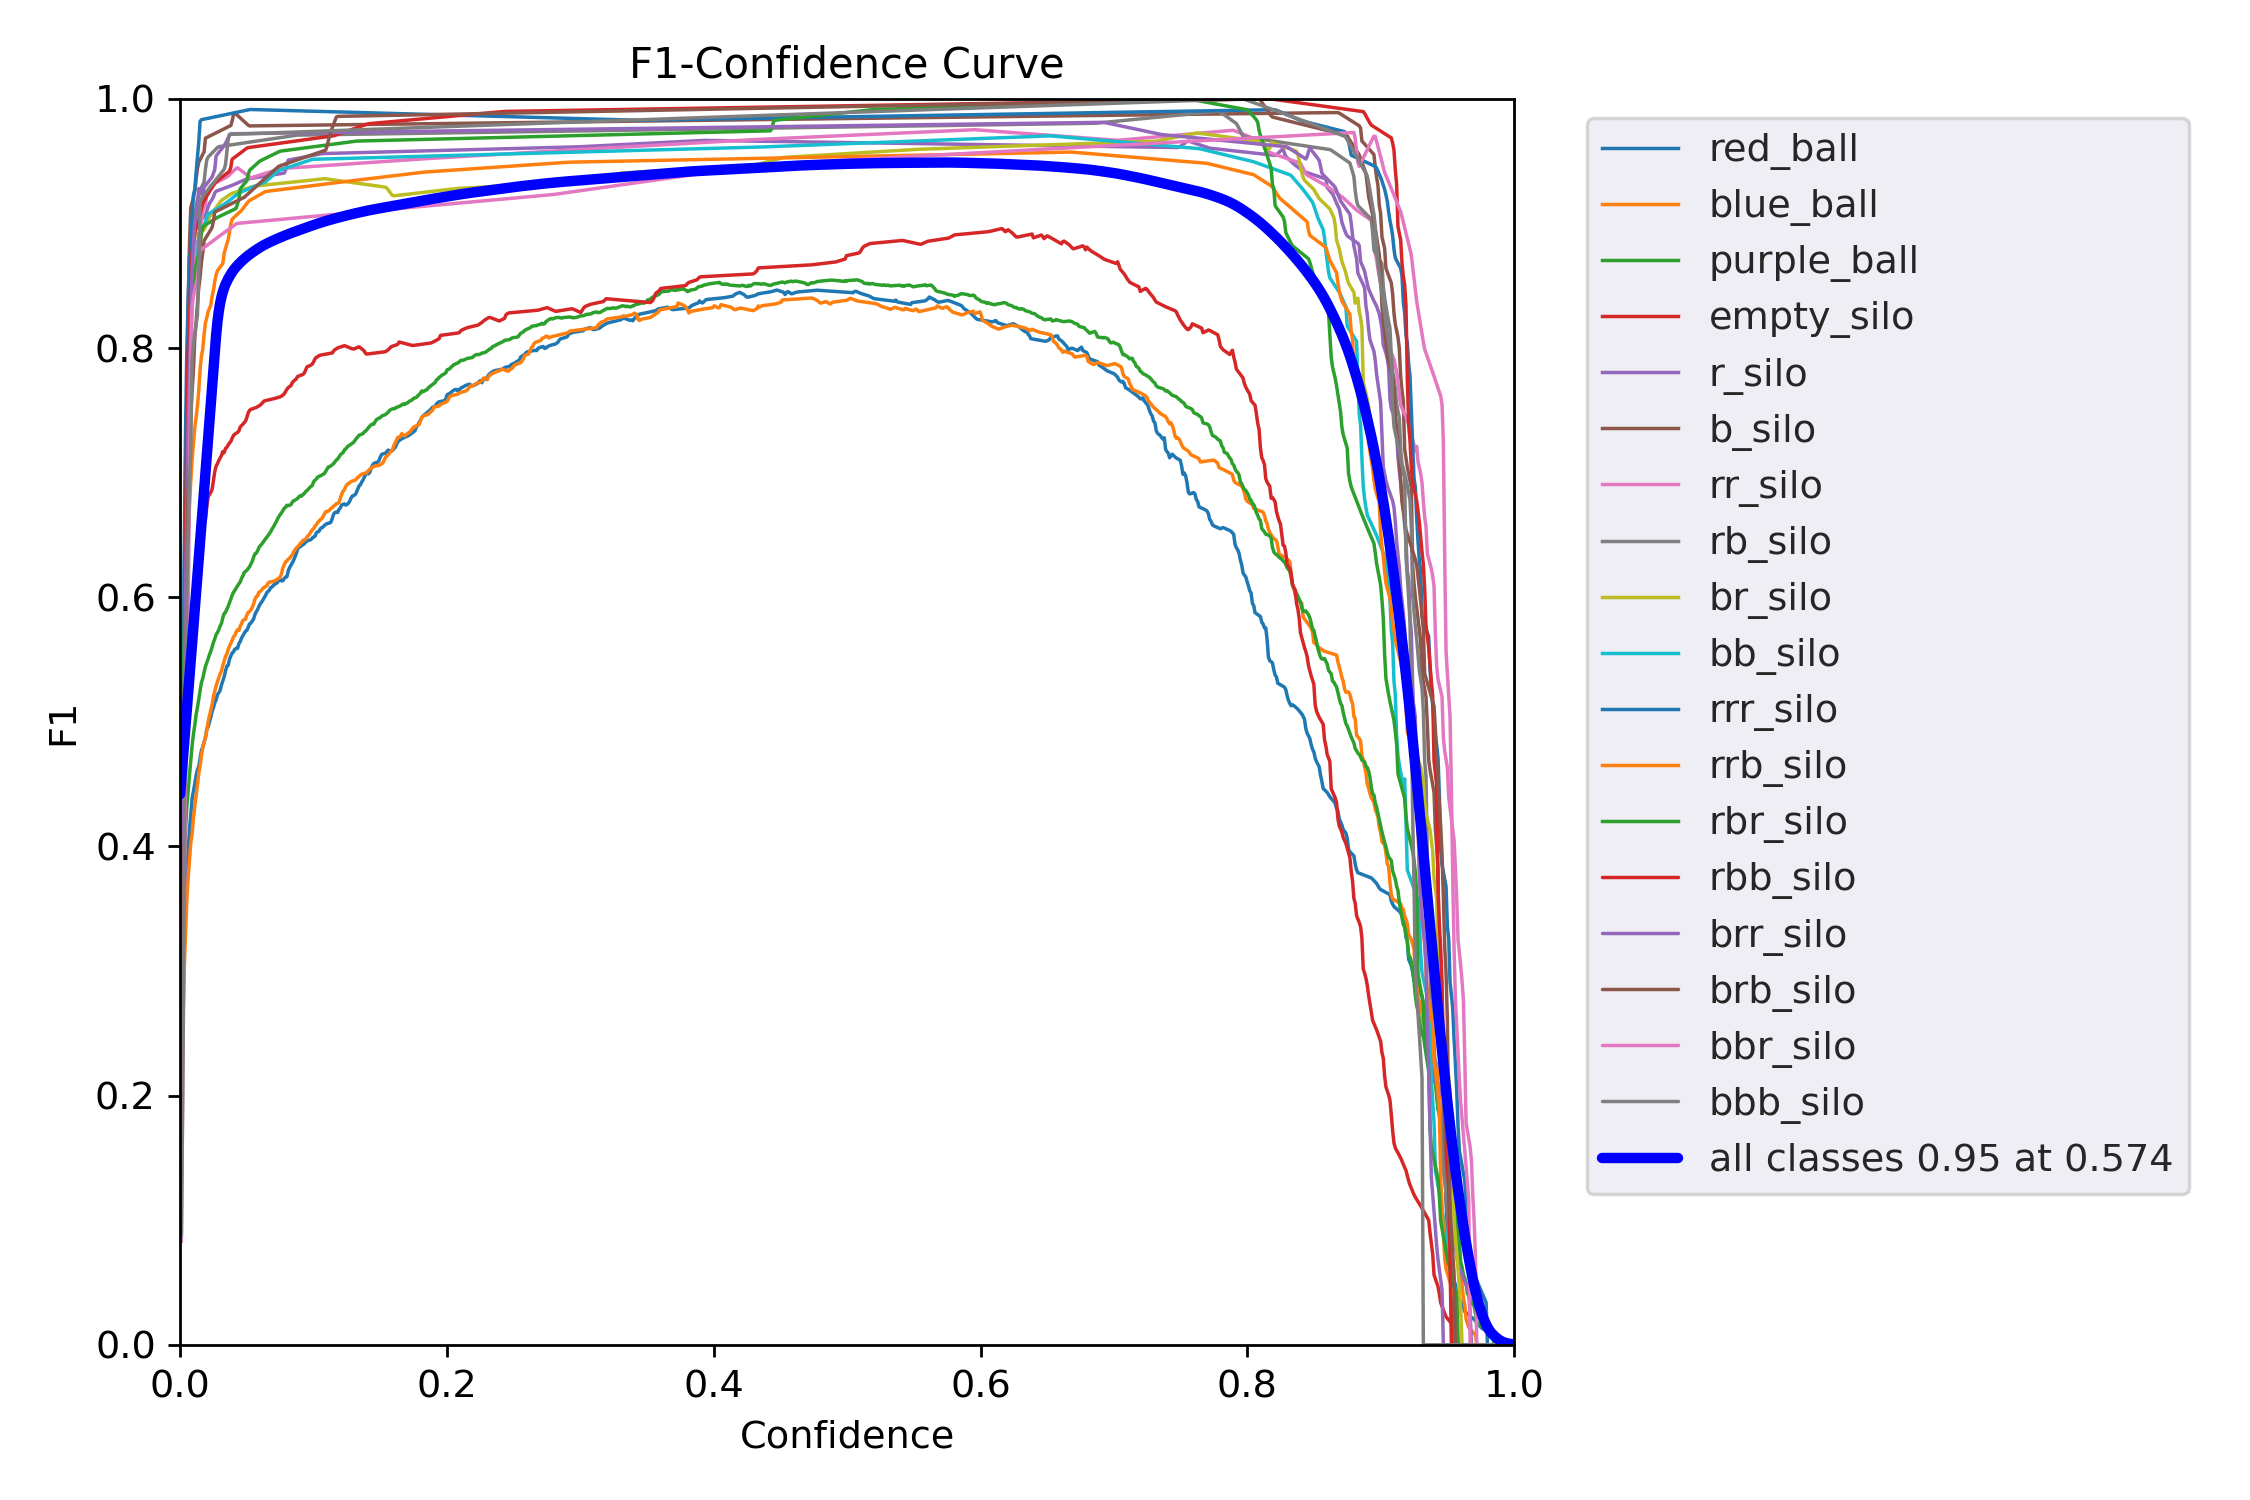 F1-Confidence Curve
1.0
0.8
0.6
0.4
0.2
0.0
F1
0.0 0.2 0.4 0.6 0.8 1.0
Confidence
red_ball
blue_ball
purple_ball
empty_silo
r_silo
b_silo
rr_silo
rb_silo
br_silo
bb_silo
rrr_silo
rrb_silo
rbr_silo
rbb_silo
brr_silo
brb_silo
bbr_silo
bbb_silo
all classes 0.95 at 0.574